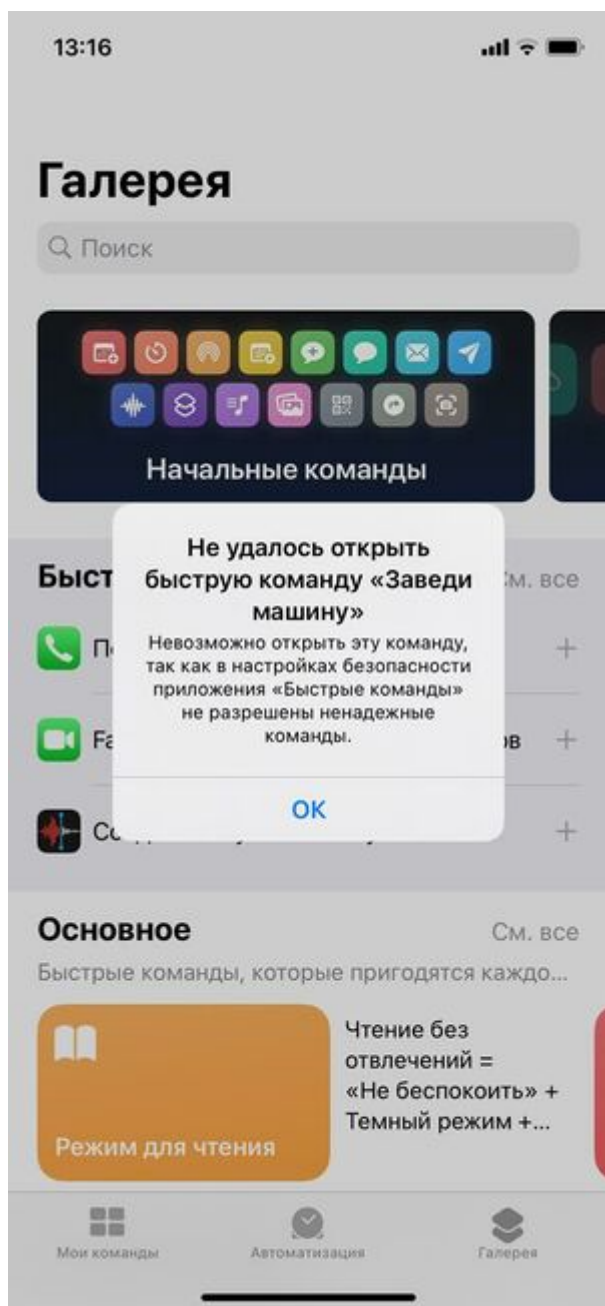 13:16
Галерея
Поиск
Начальные команды
Быст
См. все
Не удалось открыть
быструю команду «Заведи
машину»
Невозможно открыть эту команду,
так как в настройках безопасности
приложения «Быстрые команды»
не разрешены ненадежные
команды.
ОК
Основное
См. все
Быстрые команды, которые пригодятся каждо...
Режим для чтения
Чтение без
отвлечений =
«Не беспокоить» +
Темный режим +...
Мои команды
Автоматизация
Галерея